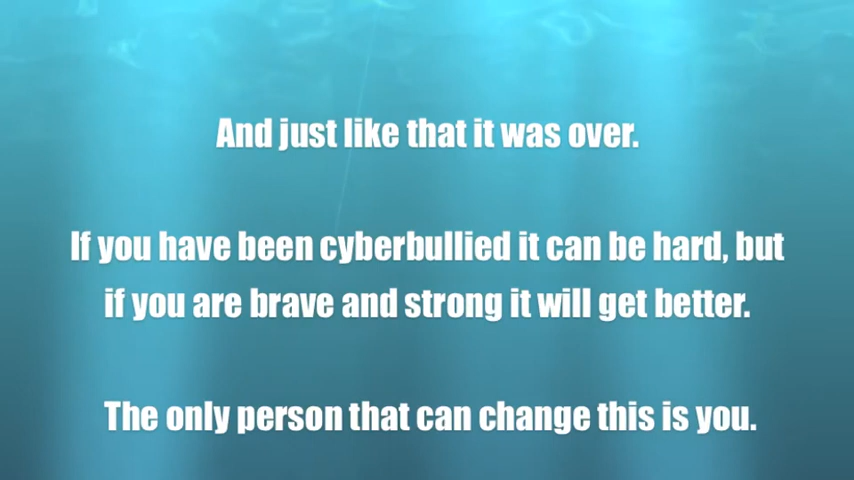 And just like that it was over.
If you have been cyberbullied it can be hard, but
if you are brave and strong it will get better.
The only person that can change this is you.